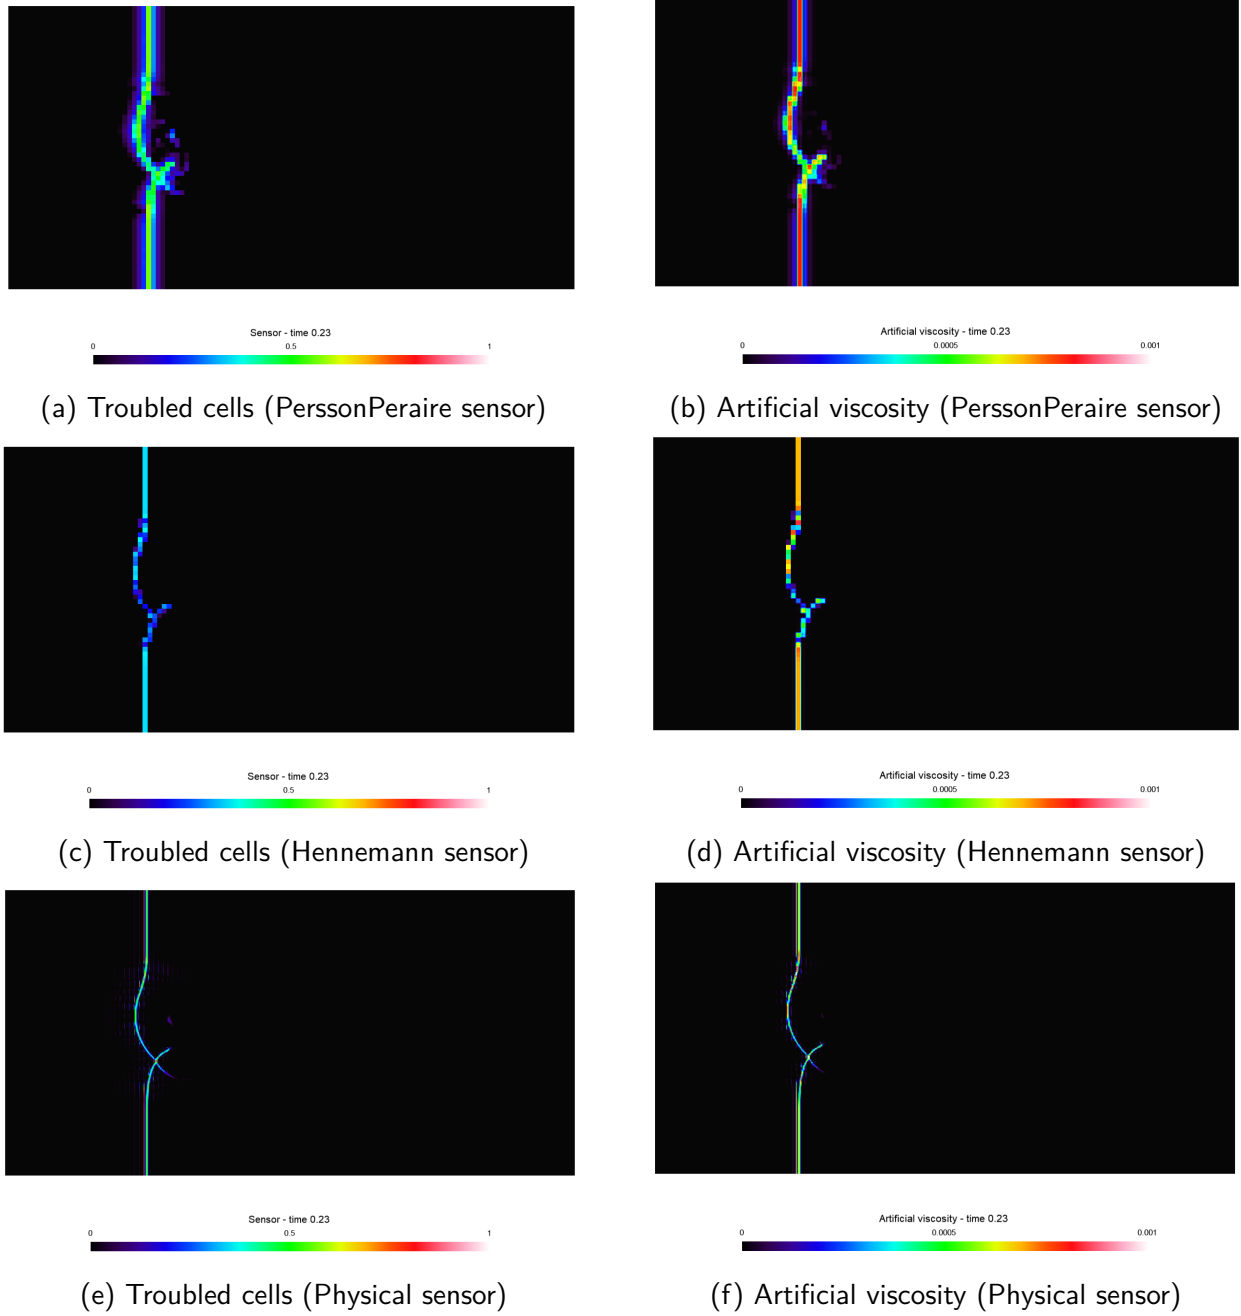 Sensor - time 0.23
0 0.5 1
Artificial viscosity - time 0.23
0 0.0005 0.001
(a) Troubled cells (PerssonPeraire sensor)
(b) Artificial viscosity (PerssonPeraire sensor)
Sensor - time 0.23
0 0.5 1
Artificial viscosity - time 0.23
0 0.0005 0.001
(c) Troubled cells (Hennemann sensor)
(d) Artificial viscosity (Hennemann sensor)
Sensor - time 0.23
0 0.5 1
Artificial viscosity - time 0.23
0 0.0005 0.001
(e) Troubled cells (Physical sensor)
(f) Artificial viscosity (Physical sensor)